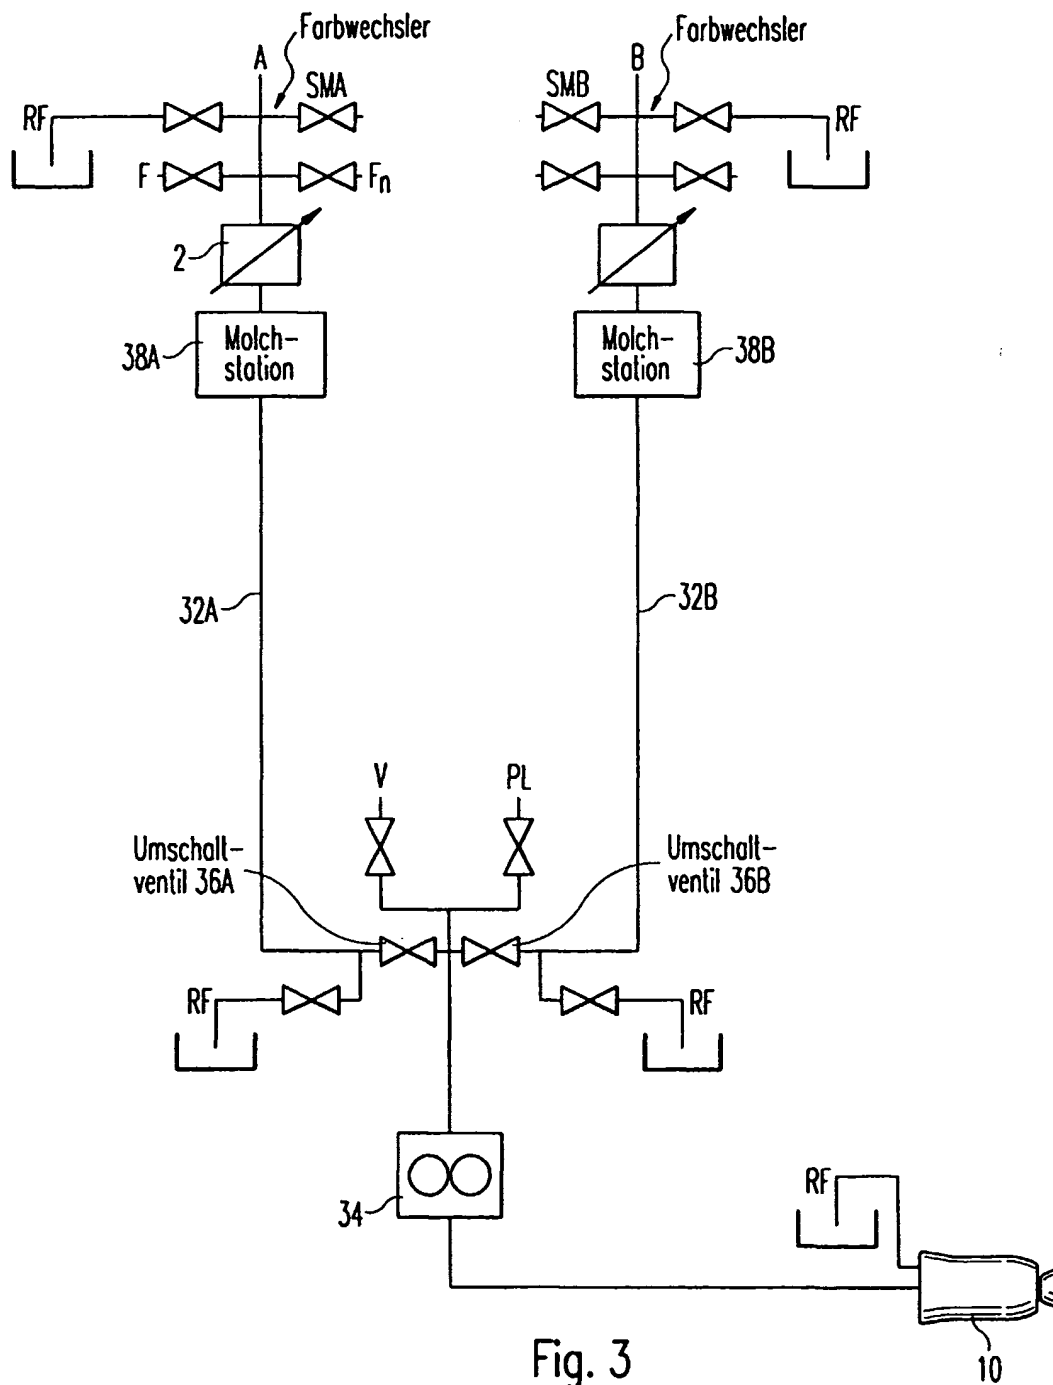 Farbwechsler
Farbwechsler
A
B
SMA
SMB
RF
RF
F
Fn
2
Molch-
station
Molch-
station
38A
38B
32A
32B
V
PL
Umschalt-
ventil 36A
Umschalt-
ventil 36B
RF
RF
34
RF
10
Fig. 3